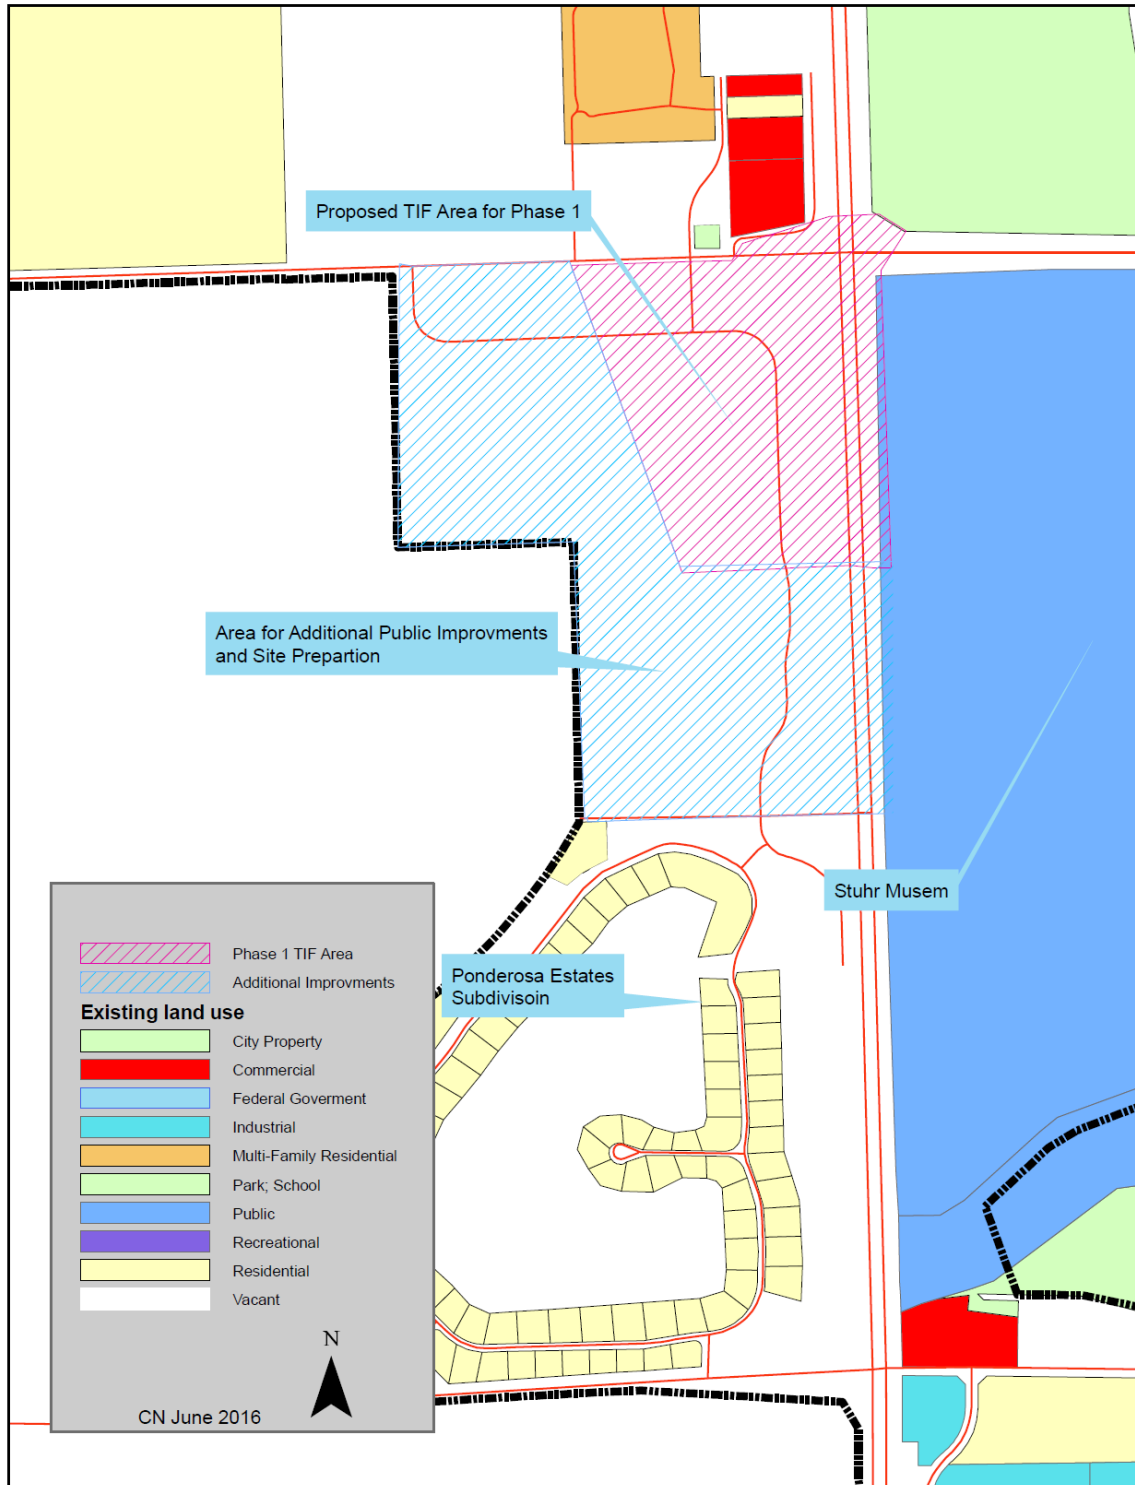 Proposed TIF Area for Phase 1
Area for Additional Public Improvments
and Site Prepartion
Stuhr Musem
Ponderosa Estates
Subdivisoin
Phase 1 TIF Area
Additional Improvments
Existing land use
City Property
Commercial
Federal Goverment
Industrial
Multi-Family Residential
Park; School
Public
Recreational
Residential
Vacant
N
CN June 2016